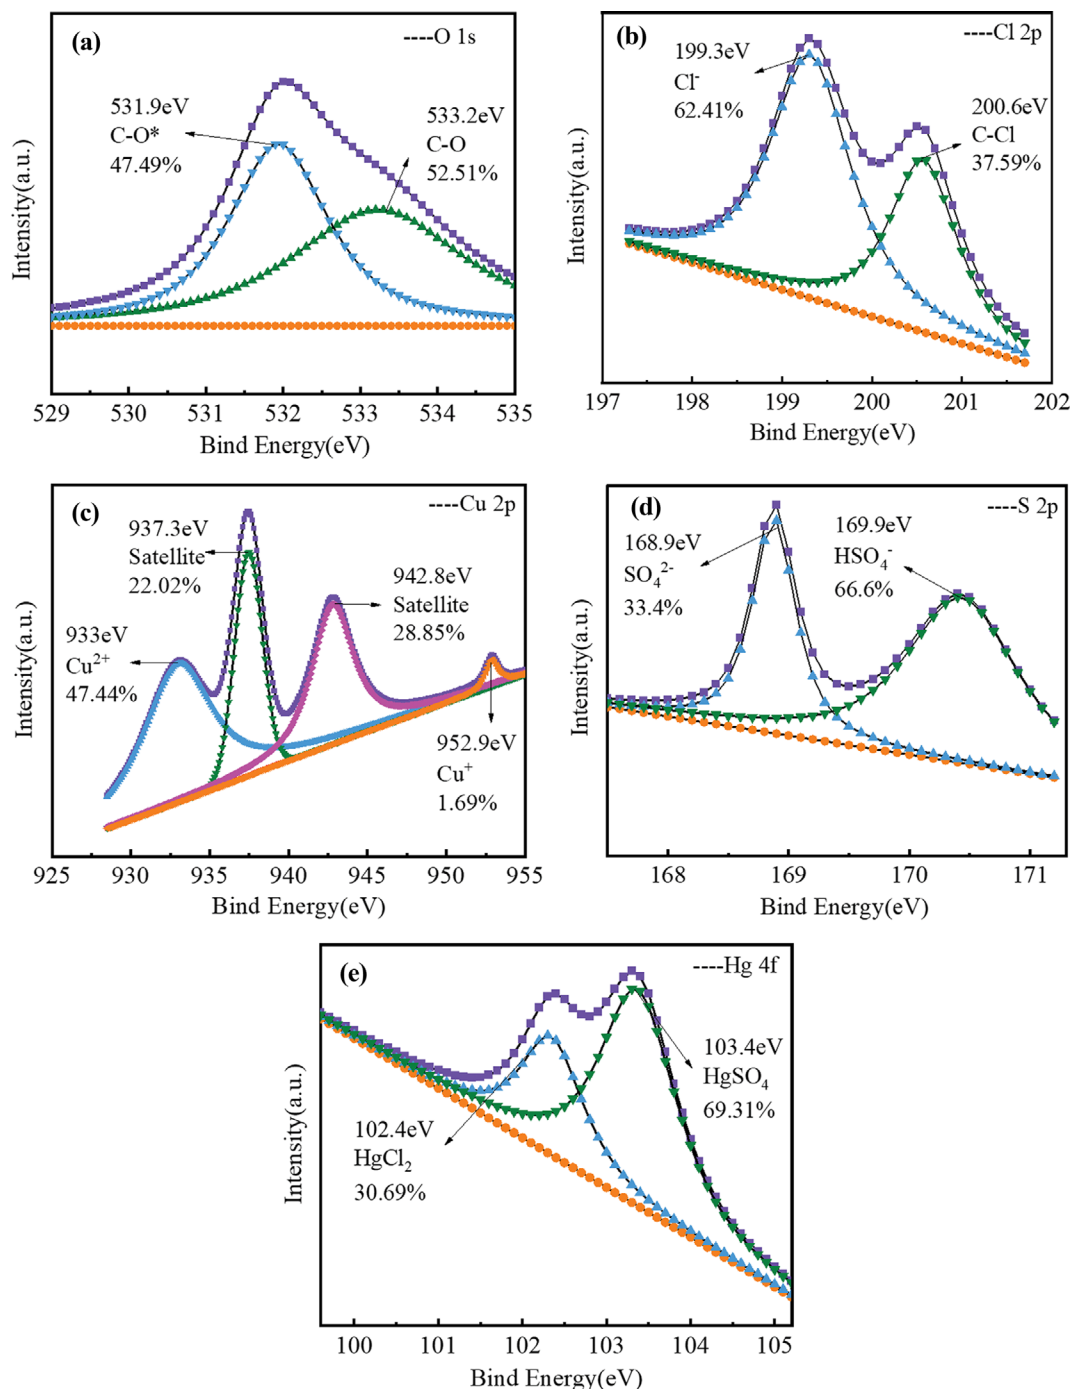 (a)
----O 1s
531.9eV
C-O*
47.49%
533.2eV
C-O
52.51%
Intensity(a.u.)
529 530 531 532 533 534 535
Bind Energy(eV)
(b)
----Cl 2p
199.3eV
Cl⁻
62.41%
200.6eV
C-Cl
37.59%
Intensity(a.u.)
197 198 199 200 201 202
Bind Energy(eV)
(c)
----Cu 2p
937.3eV
Satellite
22.02%
942.8eV
Satellite
28.85%
933eV
Cu²⁺
47.44%
952.9eV
Cu⁺
1.69%
Intensity(a.u.)
925 930 935 940 945 950 955
Bind Energy(eV)
(d)
----S 2p
168.9eV
SO₄²⁻
33.4%
169.9eV
HSO₄⁻
66.6%
Intensity(a.u.)
168 169 170 171
Bind Energy(eV)
(e)
----Hg 4f
103.4eV
HgSO₄
69.31%
102.4eV
HgCl₂
30.69%
Intensity(a.u.)
100 101 102 103 104 105
Bind Energy(eV)